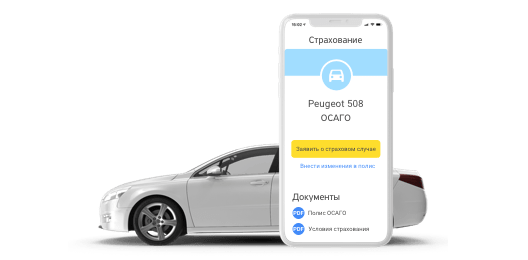 15:02
Страхование
Peugeot 508
ОСАГО
Заявить о страховом случае
Внести изменения в полис
Документы
PDF Полис ОСАГО
PDF Условия страхования